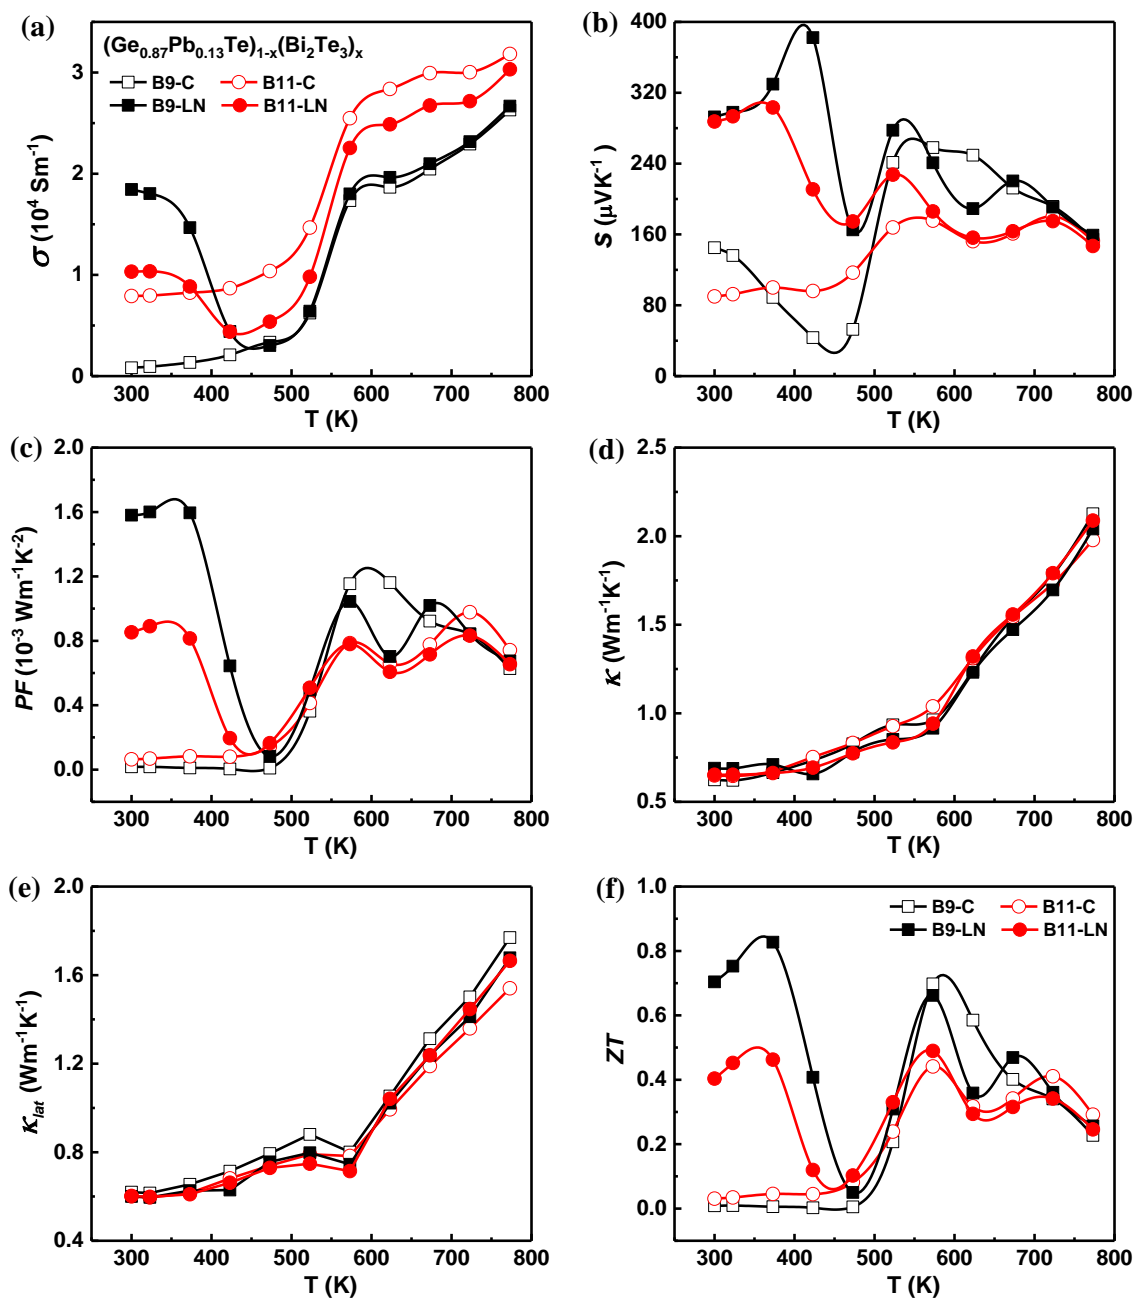 (a)
(Ge0.87Pb0.13Te)1-x(Bi2Te3)x
B9-C B11-C
B9-LN B11-LN
σ (10⁴ Sm⁻¹)
3
2
1
0
300 400 500 600 700 800
T (K)
(b)
S (μVK⁻¹)
400
320
240
160
80
0
300 400 500 600 700 800
T (K)
(c)
PF (10⁻³ Wm⁻¹K⁻²)
2.0
1.6
1.2
0.8
0.4
0.0
300 400 500 600 700 800
T (K)
(d)
κ (Wm⁻¹K⁻¹)
2.5
2.0
1.5
1.0
0.5
300 400 500 600 700 800
T (K)
(e)
κlat (Wm⁻¹K⁻¹)
2.0
1.6
1.2
0.8
0.4
300 400 500 600 700 800
T (K)
(f)
B9-C B11-C
B9-LN B11-LN
ZT
1.0
0.8
0.6
0.4
0.2
0.0
300 400 500 600 700 800
T (K)